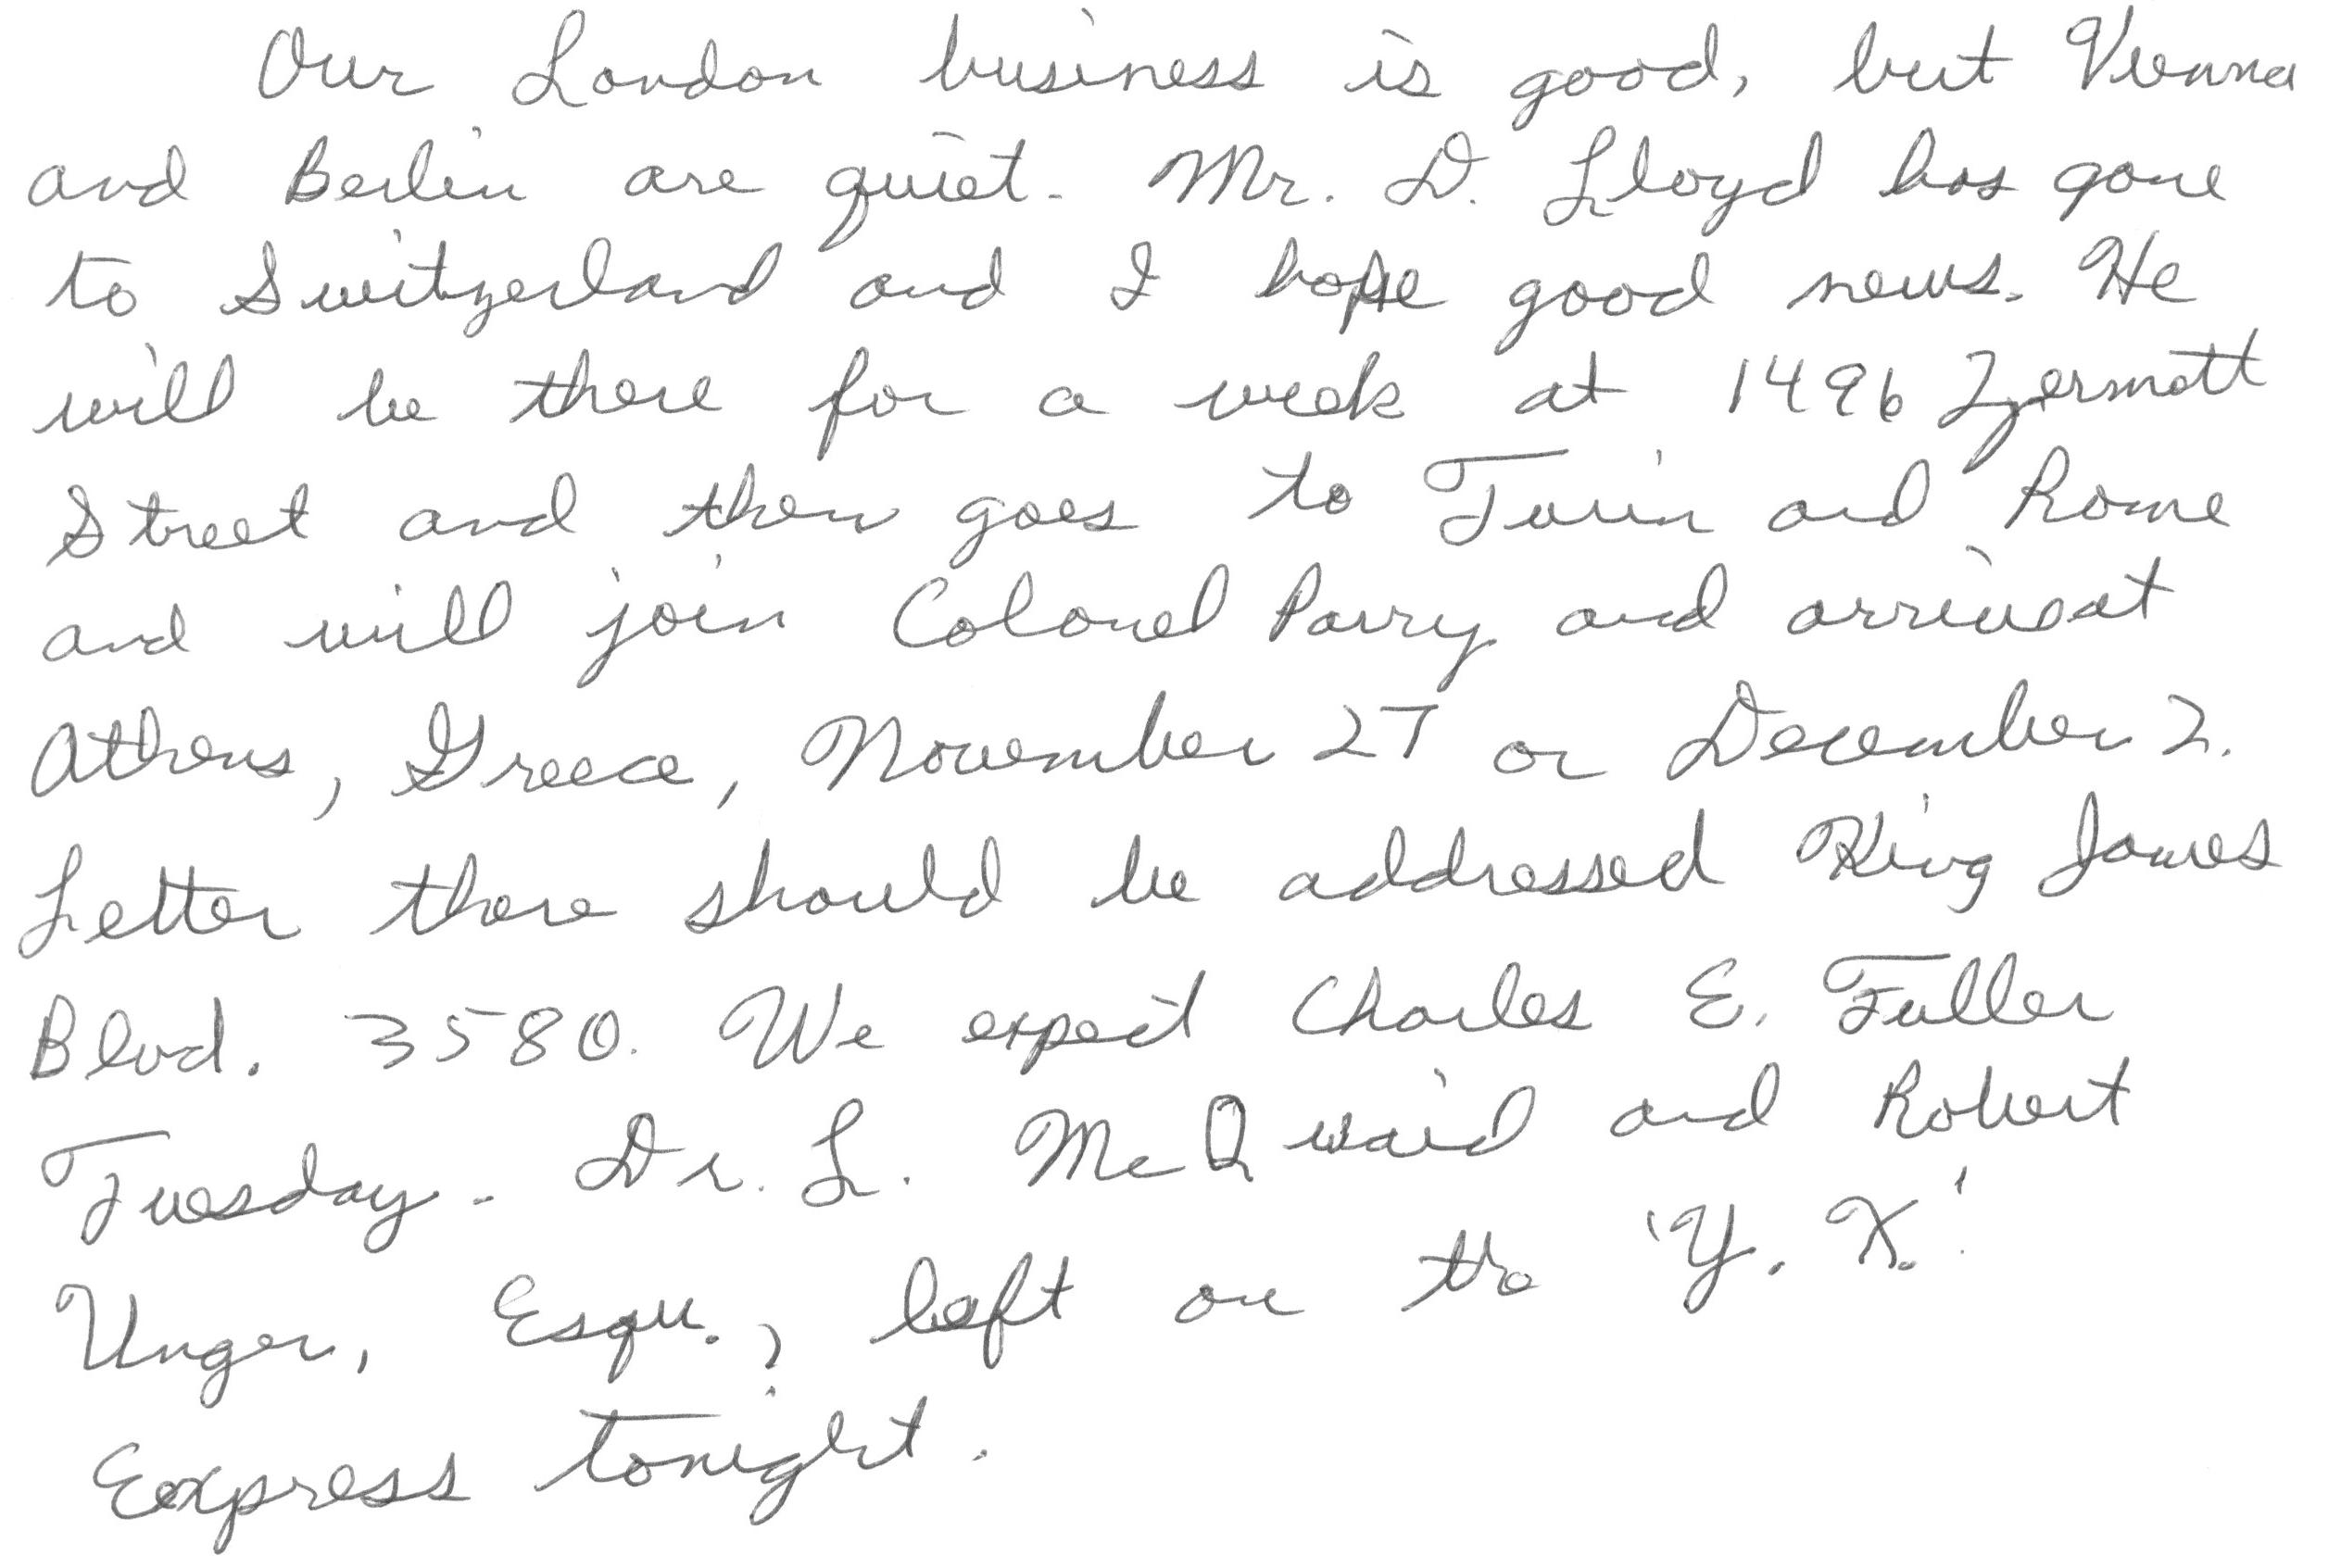 Our London business is good, but Vienna
and Berlin are quiet. Mr. D. Lloyd has gone
to Switzerland and I hope good news. He
will be there for a week at 1496 Zermott
Street and then goes to Turin and Rome
and will join Colonel Parry and arrive at
Athens, Greece, November 27 or December 2.
Letter there should be addressed King James
Blvd. 3580. We expect Charles E. Fuller
Tuesday. Dr. L. McQuaid and Robert
Unger, Esqu., left on the 'Y. X.'
Express tonight.